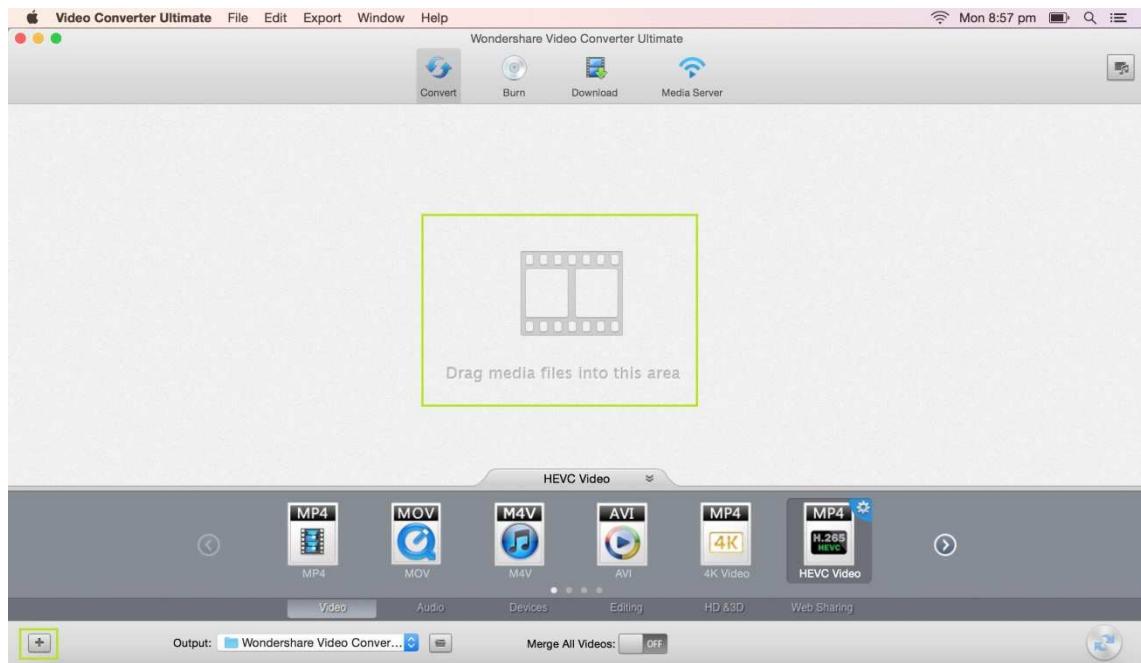 Video Converter Ultimate File Edit Export Window Help Mon 8:57 pm
Wondershare Video Converter Ultimate
Convert Burn Download Media Server
Drag media files into this area
HEVC Video
MP4 MOV M4V AVI MP4 MP4
4K H.265
HEVC
MP4 MOV M4V AVI 4K Video HEVC Video
Video Audio Devices Editing HD &3D Web Sharing
Output: Wondershare Video Conver... Merge All Videos: OFF